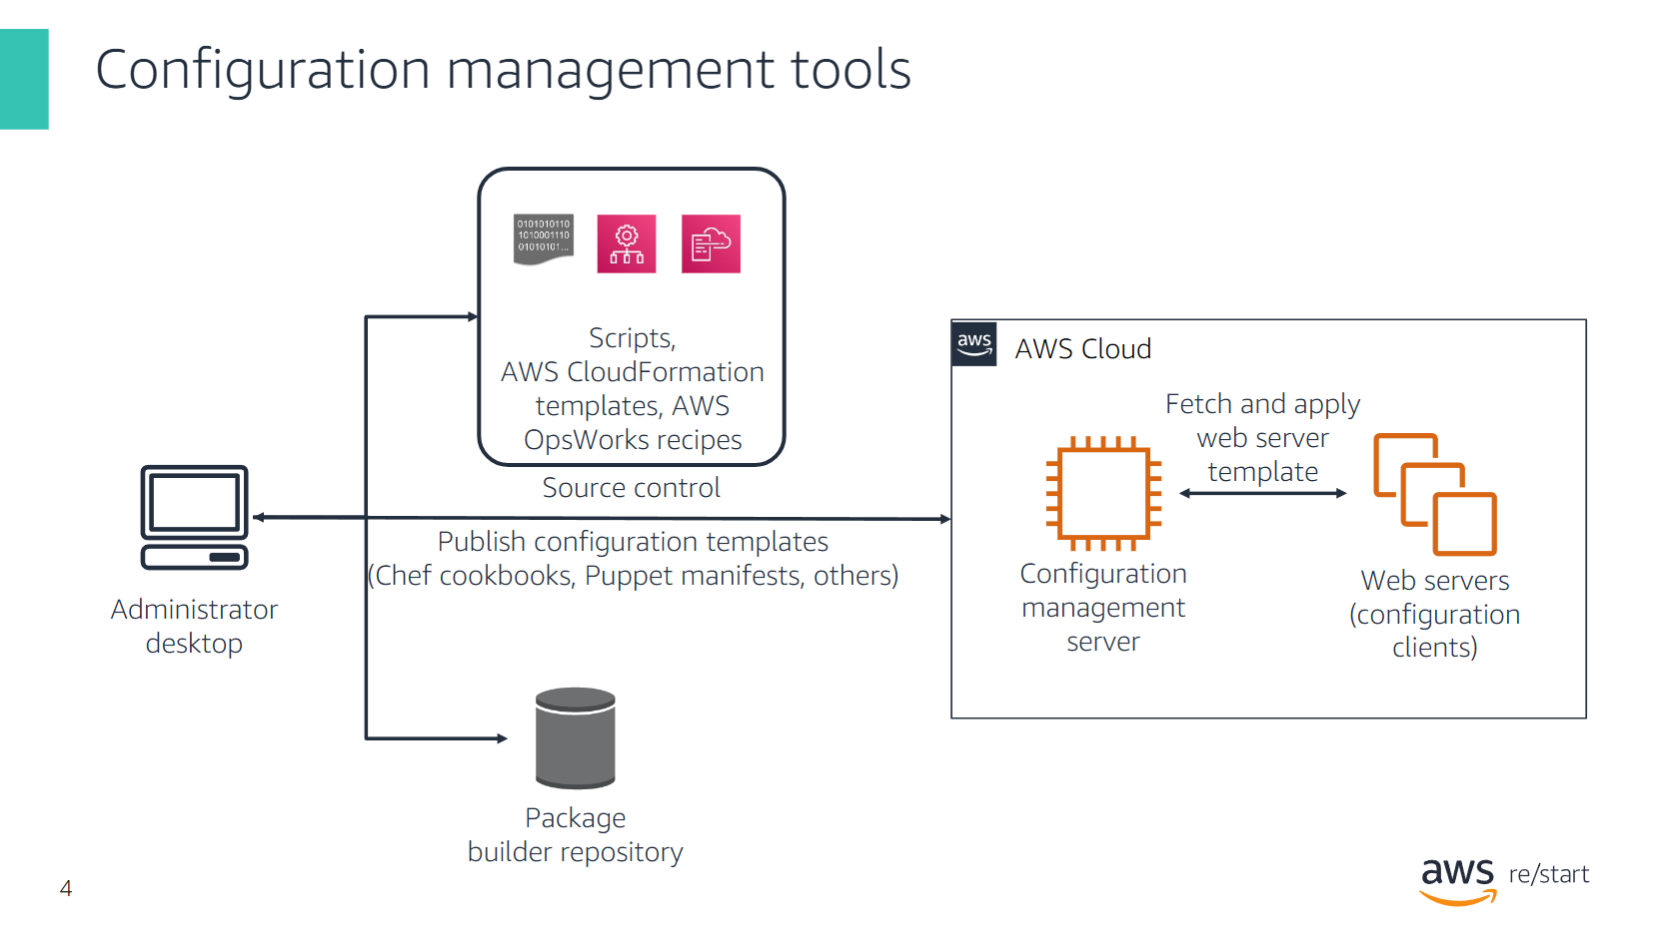 Configuration management tools
0101010110
1010001110
01010101...
Scripts,
AWS CloudFormation
templates, AWS
OpsWorks recipes
Source control
Publish configuration templates
(Chef cookbooks, Puppet manifests, others)
Administrator
desktop
Package
builder repository
aws
AWS Cloud
Fetch and apply
web server
template
Configuration
management
server
Web servers
(configuration
clients)
4
aws re/start